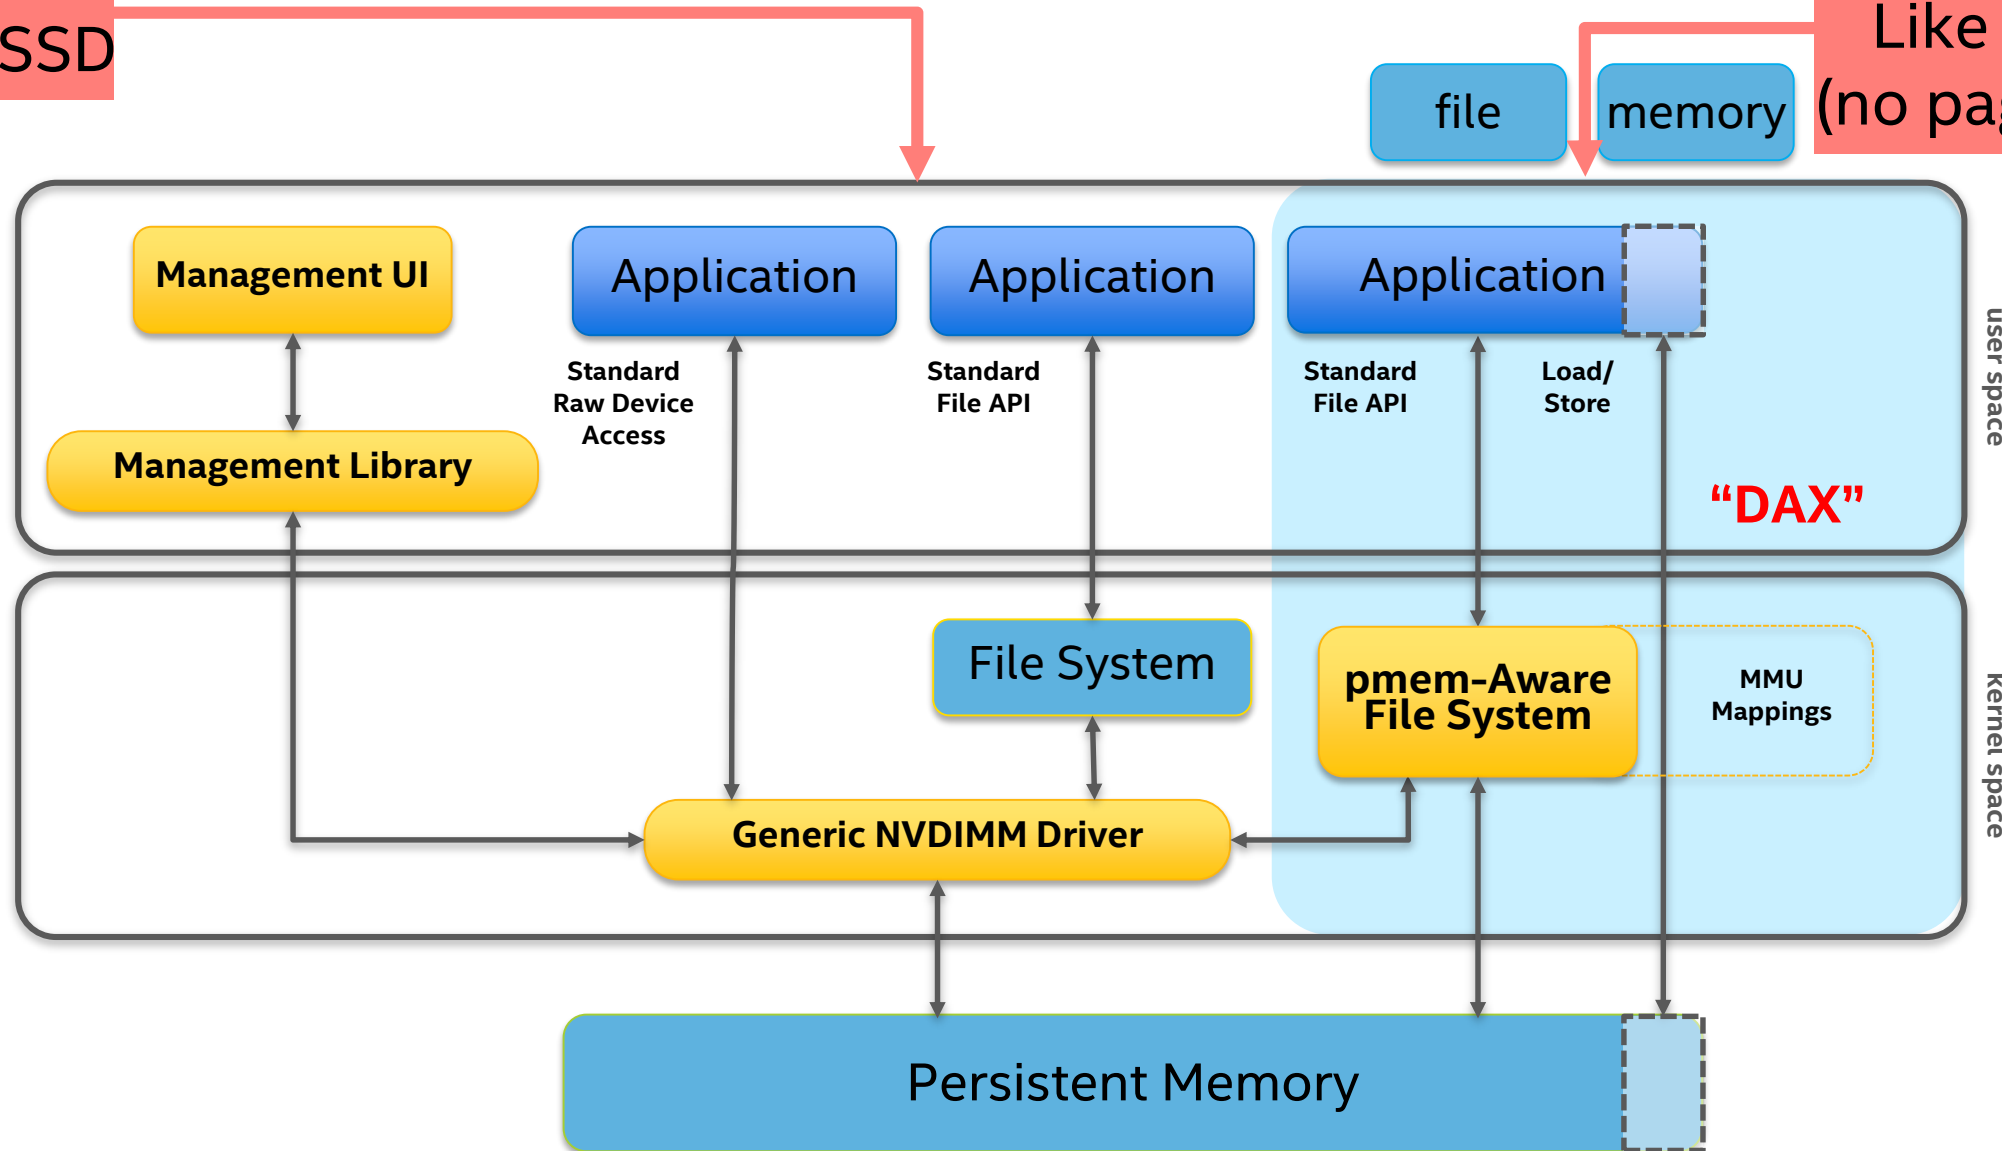 SSD
Like
(no pa
file
memory
Management UI
Application
Application
Application
Standard
Raw Device
Access
Standard
File API
Standard
File API
Load/
Store
user space
Management Library
“DAX”
File System
pmem-Aware
File System
MMU
Mappings
Kernel space
Generic NVDIMM Driver
Persistent Memory